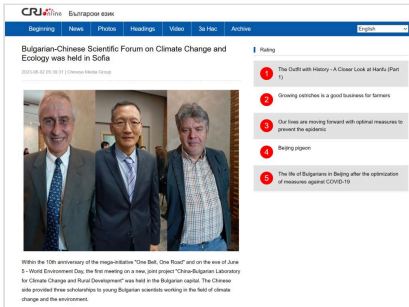 CRJ online Български език
Beginning News Photos Headings Video За Нас Archive English
Bulgarian-Chinese Scientific Forum on Climate Change and
Ecology was held in Sofia
| Chinese Media Group
Within the 10th anniversary of the mega-initiative "One Belt, One Road" and on the eve of June
5 - World Environment Day, the first meeting on a new, joint project "China-Bulgarian Laboratory
for Climate Change and Rural Development" was held in the Bulgarian capital. The Chinese
side provided three scholarships to young Bulgarian scientists working in the field of climate
change and the environment.
Rating
1 The Outfit with History - A Closer Look at Hanfu (Part
1)
2 Growing ostriches is a good business for farmers
3 Our lives are moving forward with optimal measures to
prevent the epidemic
4 Beijing pigeon
5 The life of Bulgarians in Beijing after the optimization
of measures against COVID-19